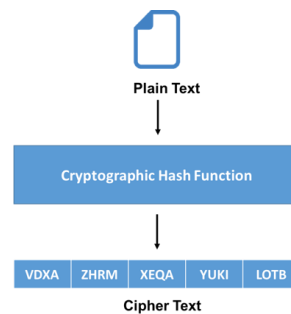 Plain Text
Cryptographic Hash Function
VDXA ZHRM XEQA YUKI LOTB
Cipher Text